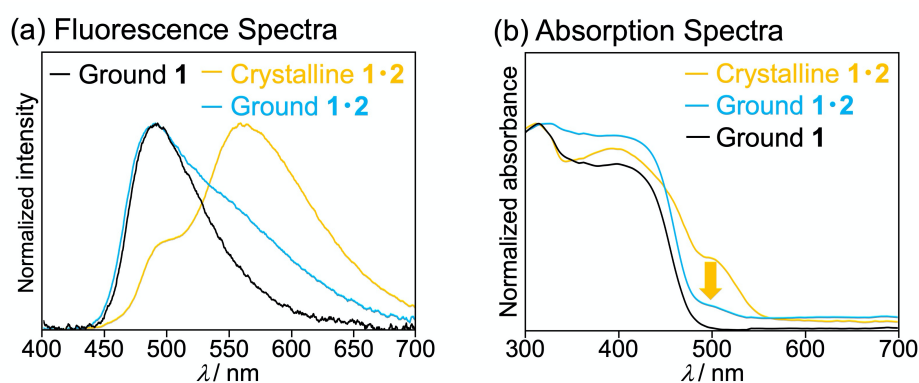 (a) Fluorescence Spectra
Normalized intensity
Ground 1
Crystalline 1·2
Ground 1·2
400 450 500 550 600 650 700
λ/ nm
(b) Absorption Spectra
Normalized absorbance
Crystalline 1·2
Ground 1·2
Ground 1
300 400 500 600 700
λ/ nm